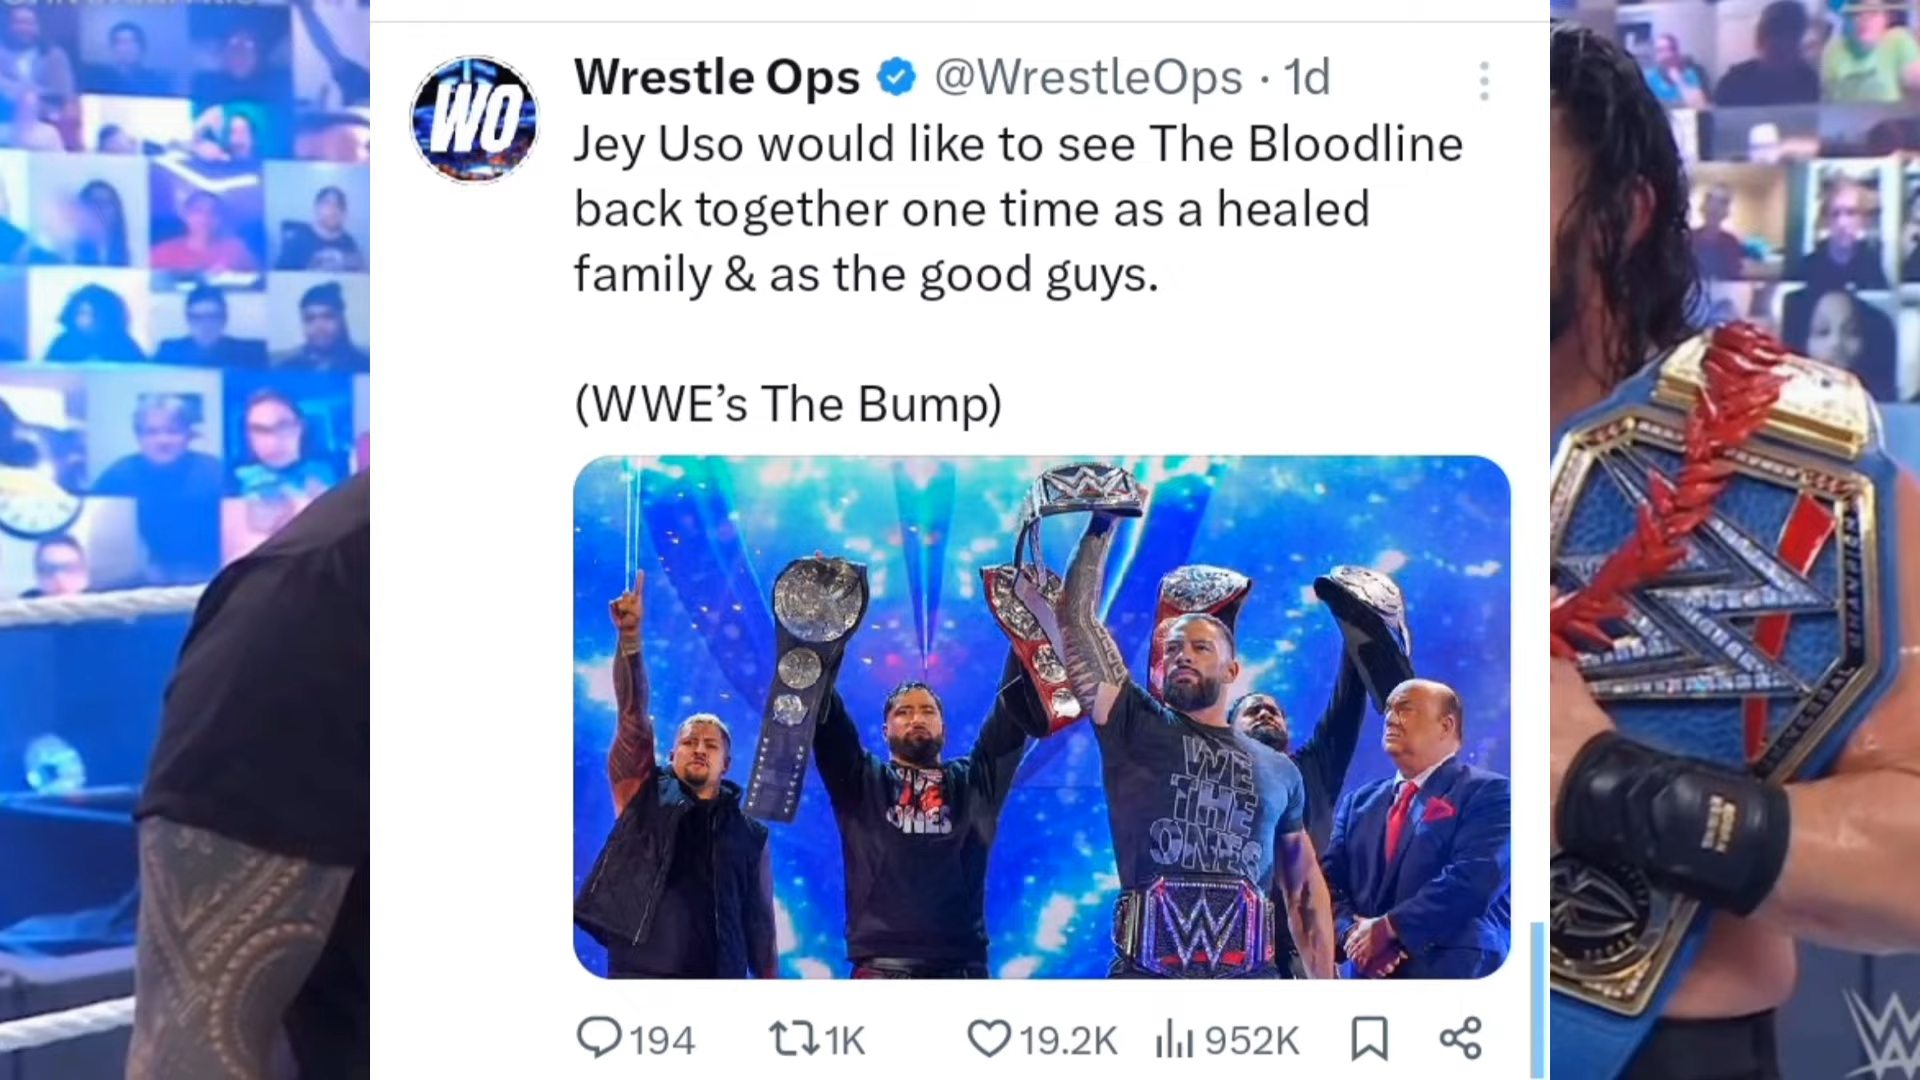 WO
Wrestle Ops @WrestleOps · 1d
Jey Uso would like to see The Bloodline
back together one time as a healed
family & as the good guys.
(WWE’s The Bump)
WE
THE
ONES
ONES
194 1K 19.2K 952K